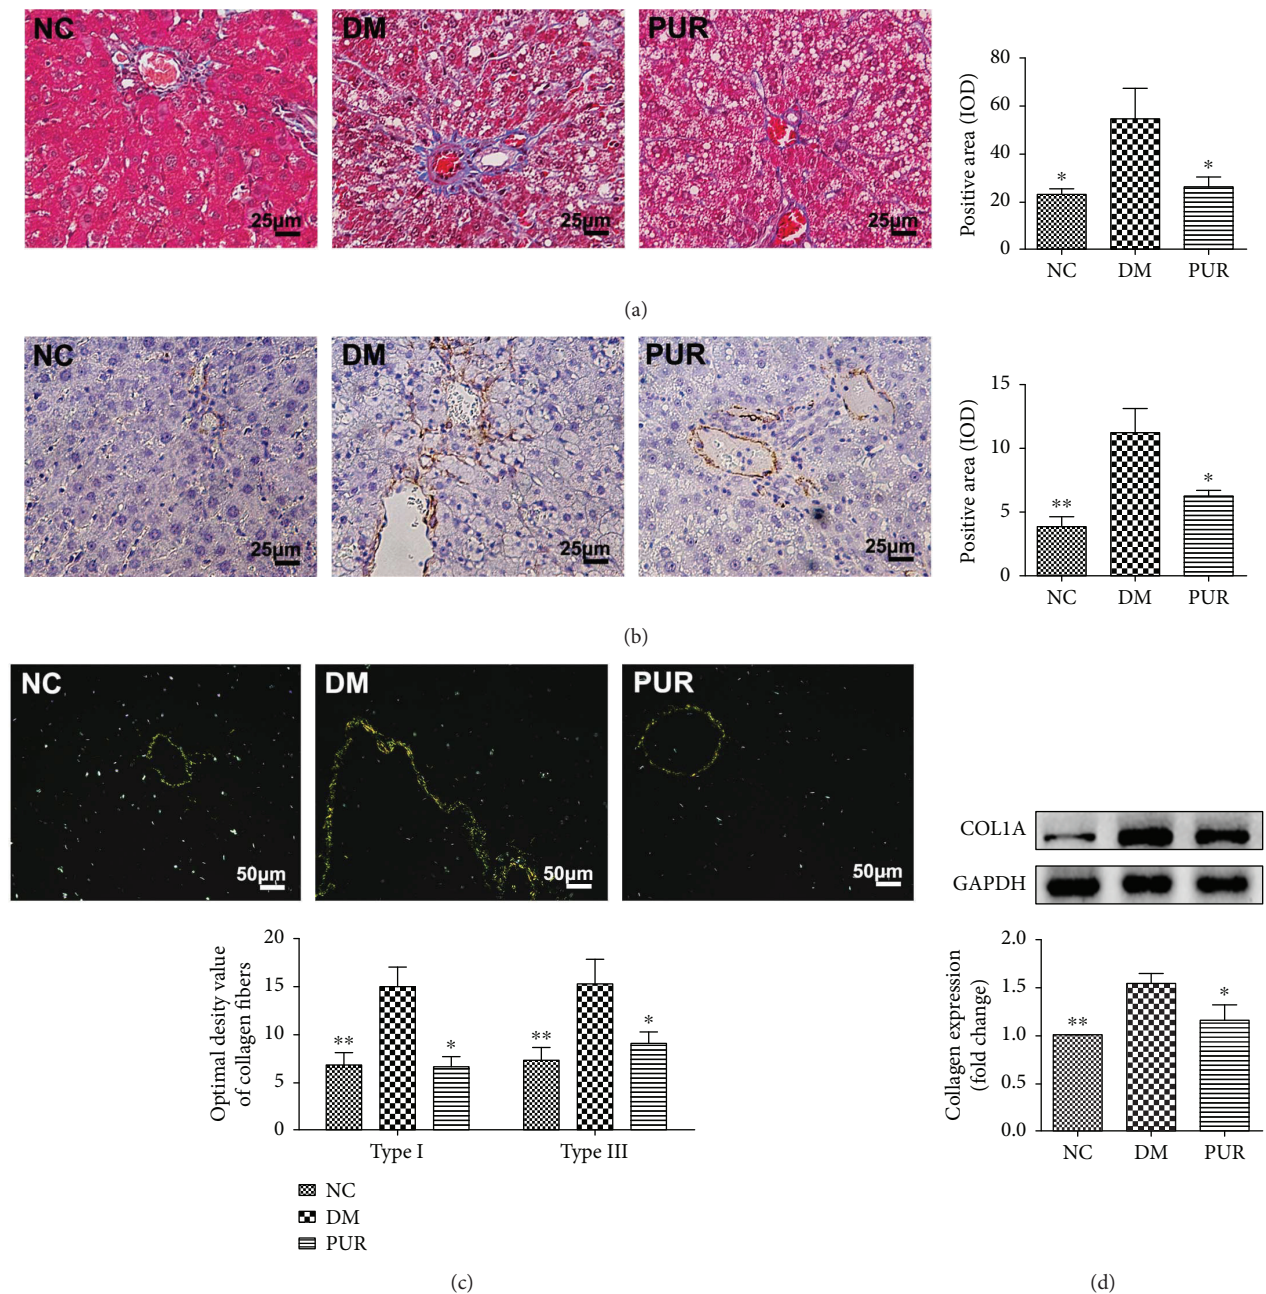 NC
DM
PUR
25μm
25μm
25μm
Positive area (IOD)
80
60
40
20
0
*
*
NC
DM
PUR
(a)
NC
DM
PUR
25μm
25μm
25μm
Positive area (IOD)
15
10
5
0
**
*
NC
DM
PUR
(b)
NC
DM
PUR
50μm
50μm
50μm
Optimal desity value
of collagen fibers
20
15
10
5
0
**
*
**
*
Type I
Type III
NC
DM
PUR
(c)
COL1A
GAPDH
Collagen expression
(fold change)
2.0
1.5
1.0
0.5
0.0
**
*
NC
DM
PUR
(d)